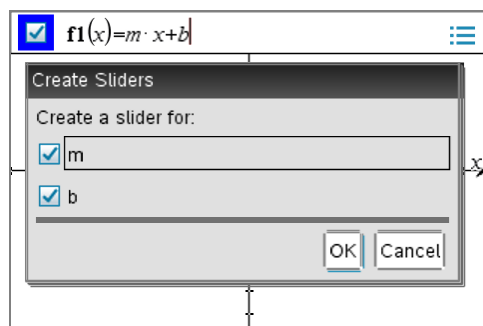 f1(x)=m· x+b
Create Sliders
Create a slider for:
m
x
b
OK Cancel